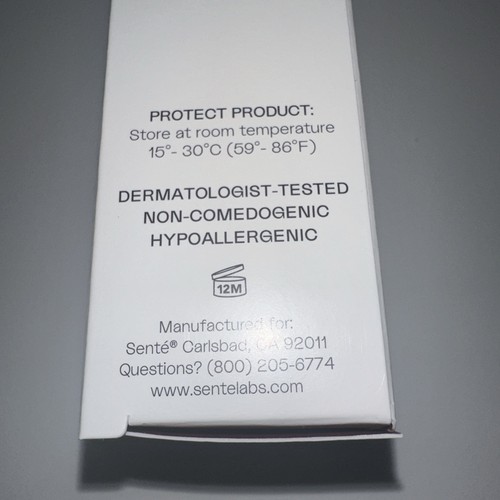 PROTECT PRODUCT:
Store at room temperature
15°- 30°C (59°- 86°F)
DERMATOLOGIST-TESTED
NON-COMEDOGENIC
HYPOALLERGENIC
12M
Manufactured for:
Senté® Carlsbad, CA 92011
Questions? (800) 205-6774
www.sentelabs.com